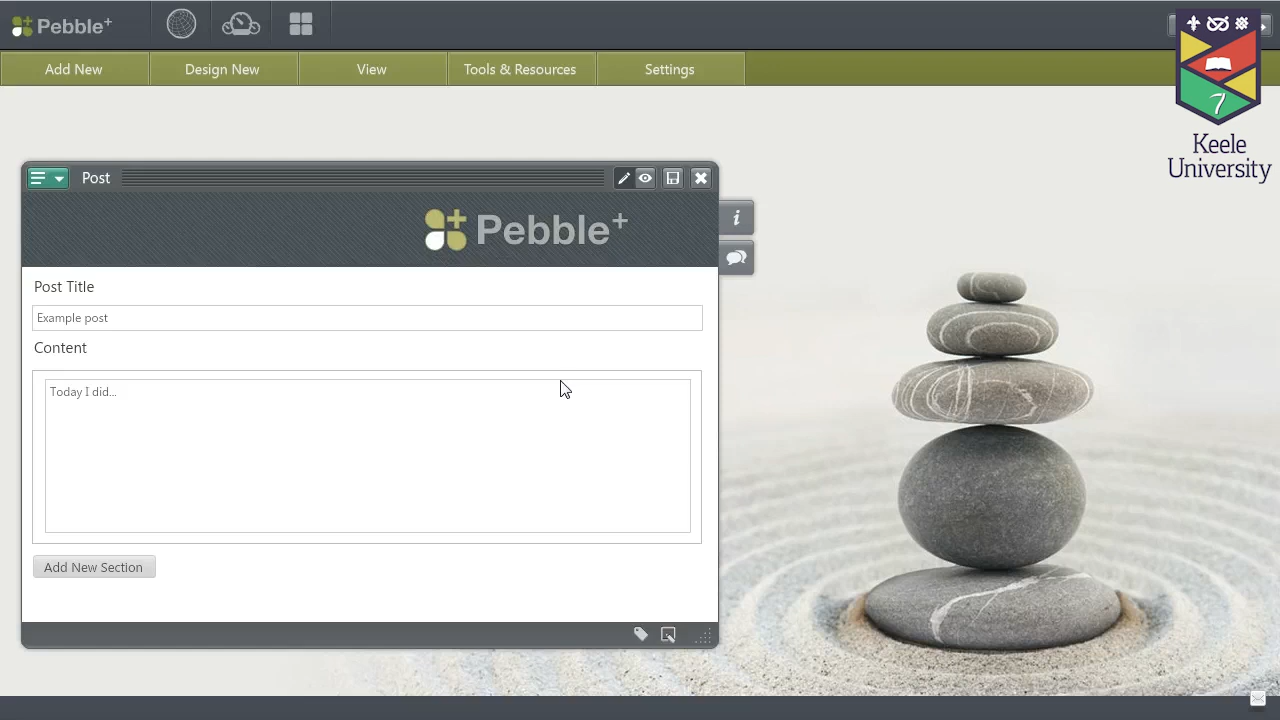 Pebble+
Add New
Design New
View
Tools & Resources
Settings
Keele
University
Post
Pebble+
i
Post Title
Example post
Content
Today I did...
Add New Section